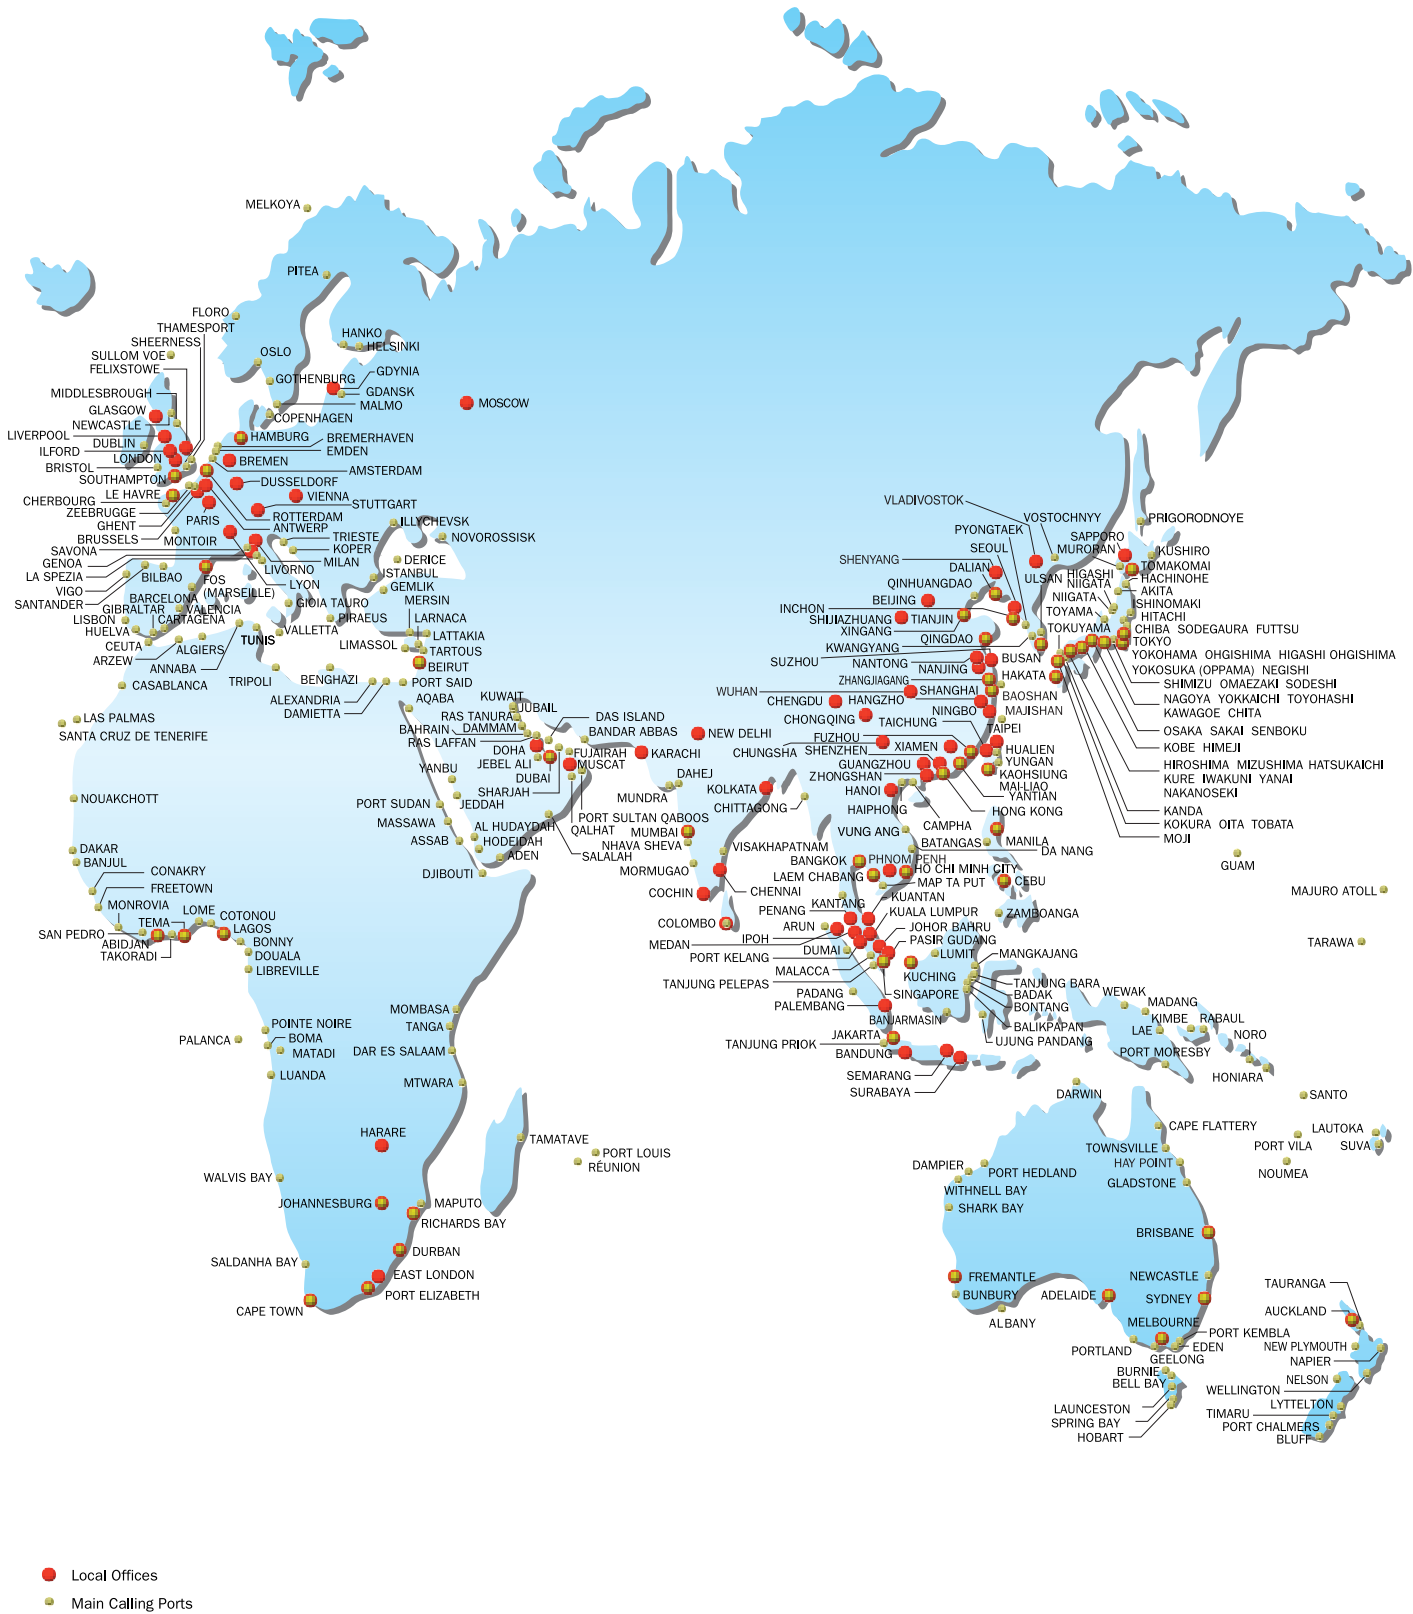 MELKOYA
PITEA
FLORO
THAMESPORT
SHEERNESS
SULLOM VOE
FELIXSTOWE
HANKO
HELSINKI
OSLO
GOTHENBURG
GDYNIA
GDANSK
MALMO
COPENHAGEN
MOSCOW
MIDDLESBROUGH
GLASGOW
NEWCASTLE
LIVERPOOL
DUBLIN
ILFORD
LONDON
BRISTOL
SOUTHAMPTON
LE HAVRE
CHERBOURG
ZEEBRUGGE
GHENT
BRUSSELS
HAMBURG
BREMERHAVEN
EMDEN
BREMEN
AMSTERDAM
DUSSELDORF
VIENNA
STUTTGART
PARIS
ROTTERDAM
ANTWERP
MONTOIR
TRIESTE
KOPER
MILAN
LIVORNO
LYON
SAVONA
GENOA
LA SPEZIA
VIGO
SANTANDER
BILBAO
FOS
(MARSEILLE)
BARCELONA
VALENCIA
GIBRALTAR
CARTAGENA
LISBON
HUELVA
CEUTA
ARZEW
ALGIERS
ANNABA
TUNIS
VALLETTA
GIOIA TAURO
PIRAEUS
ILLYCHEVSK
NOVOROSSISK
DERICE
ISTANBUL
GEMLIK
MERSIN
LARNACA
LATTAKIA
LIMASSOL
TARTOUS
BEIRUT
PORT SAID
CASABLANCA
TRIPOLI
BENGHAZI
ALEXANDRIA
DAMIETTA
AQABA
LAS PALMAS
SANTA CRUZ DE TENERIFE
KUWAIT
JUBAIL
RAS TANURA
DAMMAM
BAHRAIN
RAS LAFFAN
DOHA
JEBEL ALI
DUBAI
SHARJAH
DAS ISLAND
BANDAR ABBAS
FUJAIRAH
MUSCAT
KARACHI
NEW DELHI
YANBU
JEDDAH
PORT SUDAN
MASSAWA
ASSAB
AL HUDAYDAH
HODEIDAH
ADEN
DJIBOUTI
PORT SULTAN QABOOS
QALHAT
SALALAH
MUNDRA
DAHEJ
MUMBAI
NHAVA SHEVA
MORMUGAO
COCHIN
KOLKATA
CHITTAGONG
VISAKHAPATNAM
CHENNAI
COLOMBO
NOUAKCHOTT
DAKAR
BANJUL
CONAKRY
FREETOWN
MONROVIA
SAN PEDRO
ABIDJAN
TEMA
TAKORADI
LOME
COTONOU
LAGOS
BONNY
DOUALA
LIBREVILLE
POINTE NOIRE
BOMA
MATADI
PALANCA
LUANDA
MOMBASA
TANGA
DAR ES SALAAM
MTWARA
HARARE
TAMATAVE
PORT LOUIS
RÉUNION
WALVIS BAY
JOHANNESBURG
MAPUTO
RICHARDS BAY
DURBAN
EAST LONDON
PORT ELIZABETH
SALDANHA BAY
CAPE TOWN
VLADIVOSTOK
VOSTOCHNYY
PRIGORODNOYE
PYONGTAEK
SEOUL
SHENYANG
DALIAN
QINHUANGDAO
BEIJING
INCHON
SHIJIAZHUANG
TIANJIN
XINGANG
QINGDAO
KWANGYANG
SUZHOU
NANTONG
NANJING
ZHANGJIAGANG
WUHAN
HANGZHO
SHANGHAI
CHENGDU
CHONGQING
NINGBO
TAICHUNG
BAOSHAN
MAJISHAN
TAIPEI
FUZHOU
CHUNGSHA
SHENZHEN
XIAMEN
GUANGZHOU
ZHONGSHAN
HUALIEN
YUNGAN
KAOHSIUNG
MAI-LIAO
YANTIAN
HONG KONG
HANOI
HAIPHONG
CAMPHA
VUNG ANG
DA NANG
BATANGAS
MANILA
CEBU
ZAMBOANGA
BUSAN
ULSAN
HAKATA
SAPPORO
MURORAN
KUSHIRO
TOMAKOMAI
HACHINOHE
HIGASHI
NIIGATA
AKITA
NIIGATA
ISHINOMAKI
TOYAMA
HITACHI
TOKUYAMA
CHIBA SODEGAURA FUTTSU
TOKYO
YOKOHAMA OHGISHIMA HIGASHI OHGISHIMA
YOKOSUKA (OPPAMA) NEGISHI
SHIMIZU OMAEZAKI SODESHI
NAGOYA YOKKAICHI TOYOHASHI
KAWAGOE CHITA
OSAKA SAKAI SENBOKU
KOBE HIMEJI
HIROSHIMA MIZUSHIMA HATSUKAICHI
KURE IWAKUNI YANAI
NAKANOSEKI
KANDA
KOKURA OITA TOBATA
MOJI
BANGKOK
PHNOM PENH
LAEM CHABANG
HO CHI MINH CITY
MAP TA PUT
KANTANG
KUANTAN
PENANG
KUALA LUMPUR
ARUN
IPOH
JOHOR BAHRU
MEDAN
PASIR GUDANG
DUMAI
PORT KELANG
LUMIT
MALACCA
KUCHING
TANJUNG PELEPAS
SINGAPORE
PADANG
PALEMBANG
BANJARMASIN
MANGKAJANG
TANJUNG BARA
BADAK
BONTANG
BALIKPAPAN
UJUNG PANDANG
JAKARTA
TANJUNG PRIOK
BANDUNG
SEMARANG
SURABAYA
GUAM
MAJURO ATOLL
TARAWA
WEWAK
MADANG
KIMBE
RABAUL
LAE
NORO
PORT MORESBY
HONIARA
SANTO
LAUTOKA
PORT VILA
SUVA
NOUMEA
DARWIN
CAPE FLATTERY
TOWNSVILLE
HAY POINT
GLADSTONE
DAMPIER
PORT HEDLAND
WITHNELL BAY
SHARK BAY
BRISBANE
FREMANTLE
BUNBURY
ALBANY
ADELAIDE
NEWCASTLE
SYDNEY
MELBOURNE
PORT KEMBLA
PORTLAND
EDEN
GEELONG
BURNIE
BELL BAY
LAUNCESTON
SPRING BAY
HOBART
TAURANGA
AUCKLAND
NEW PLYMOUTH
NAPIER
NELSON
WELLINGTON
LYTTELTON
TIMARU
PORT CHALMERS
BLUFF
Local Offices
Main Calling Ports